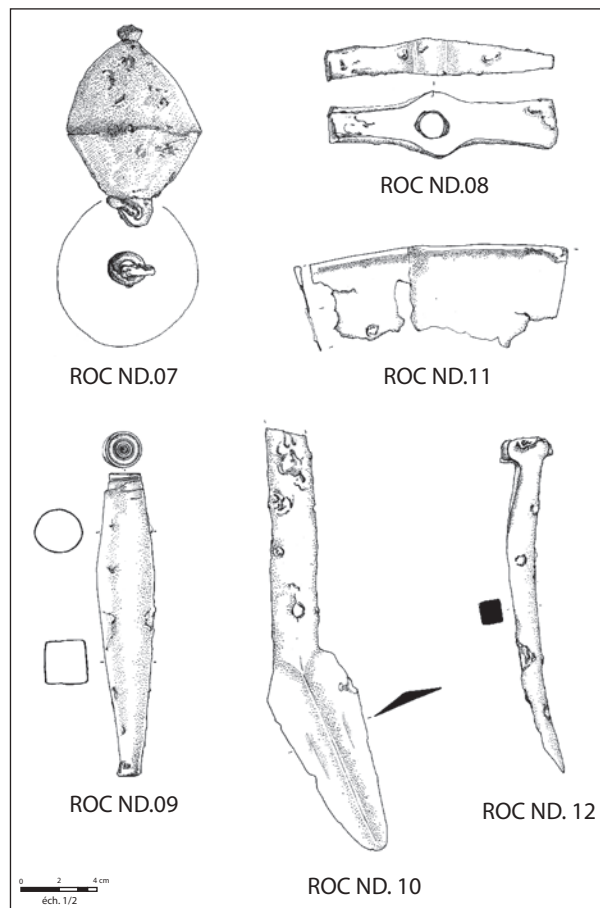 ROC ND.08
ROC ND.07
ROC ND.11
ROC ND.09
ROC ND. 12
ROC ND. 10
0 2 4 cm
éch. 1/2